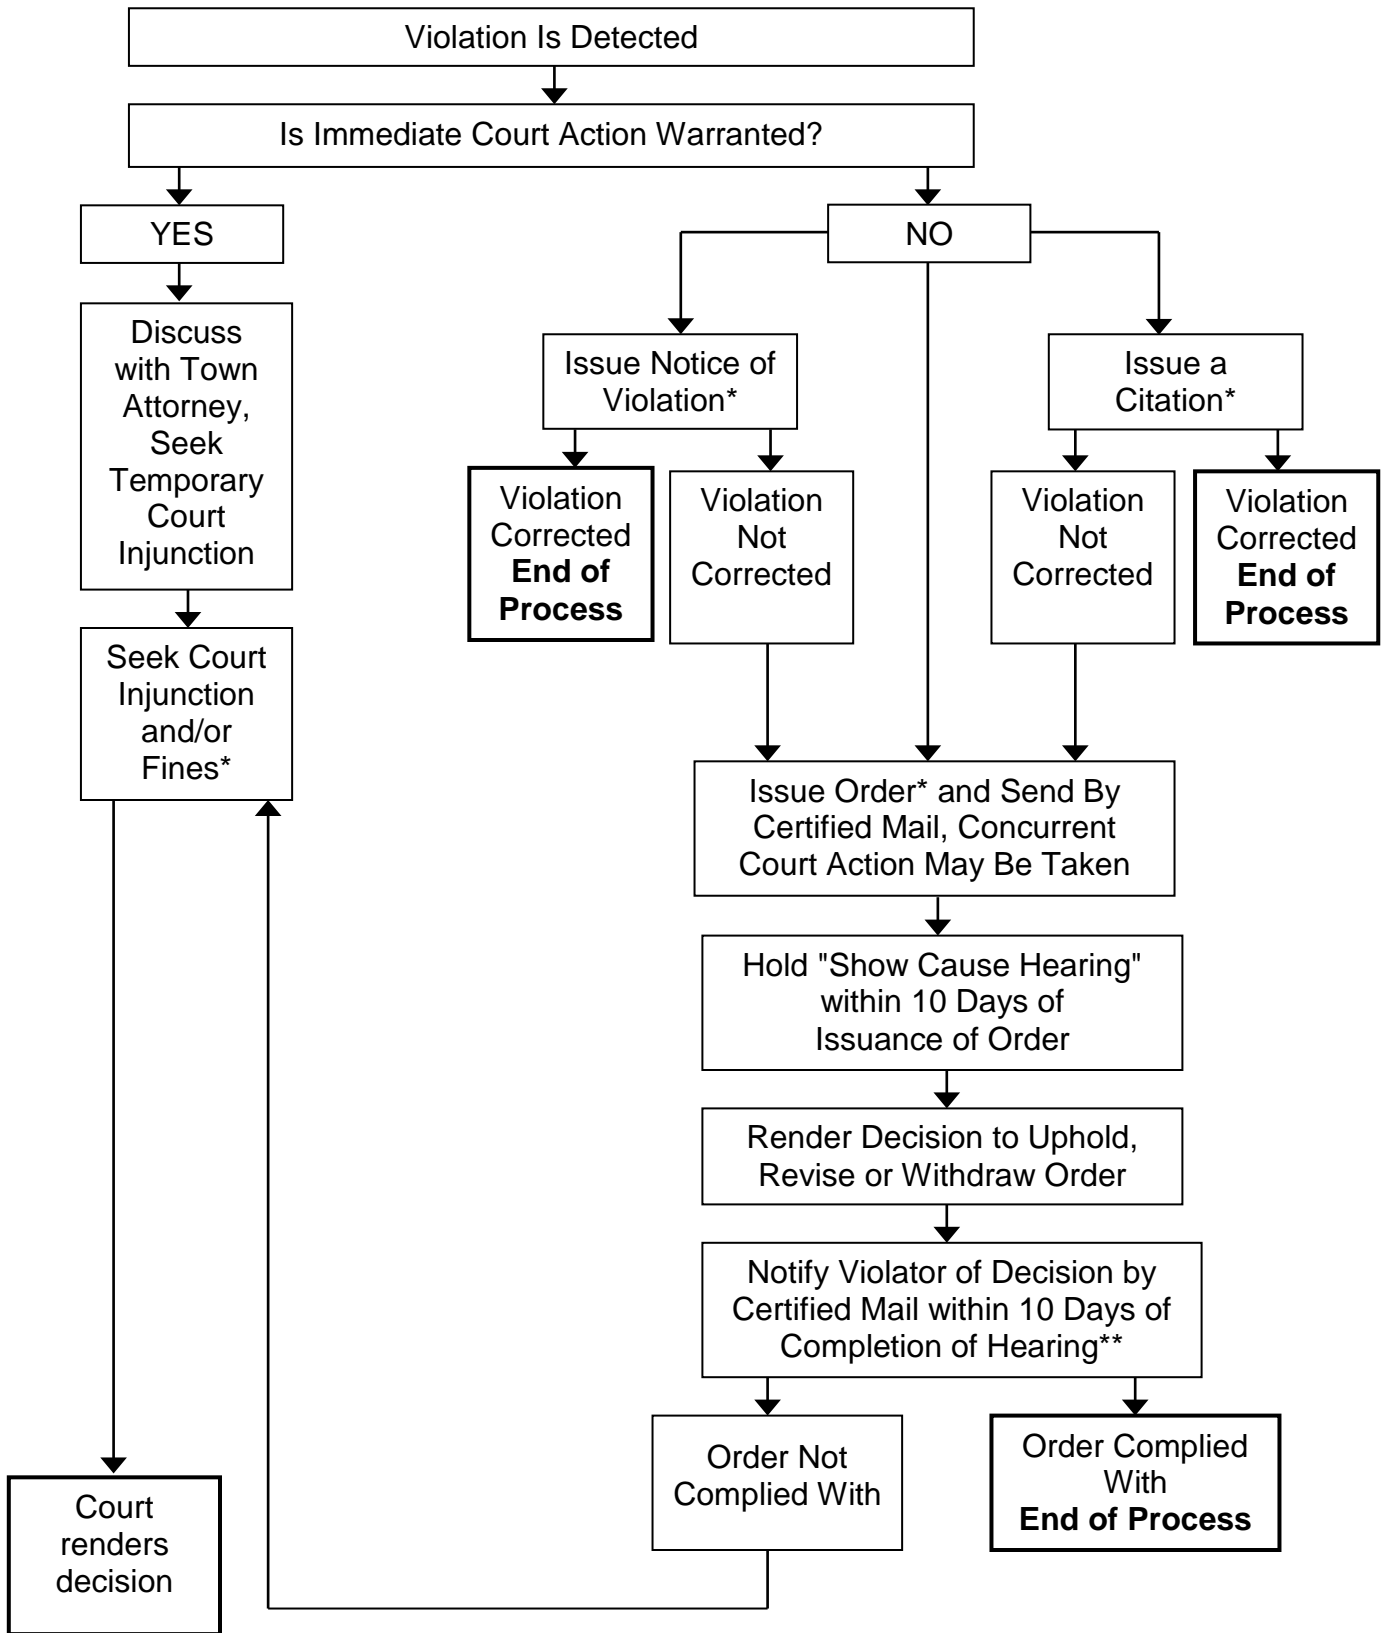 Violation Is Detected
Is Immediate Court Action Warranted?
YES
NO
Discuss
with Town
Attorney,
Seek
Temporary
Court
Injunction
Issue Notice of
Violation*
Issue a
Citation*
Violation
Corrected
End of
Process
Violation
Not
Corrected
Violation
Not
Corrected
Violation
Corrected
End of
Process
Seek Court
Injunction
and/or
Fines*
Issue Order* and Send By
Certified Mail, Concurrent
Court Action May Be Taken
Hold "Show Cause Hearing"
within 10 Days of
Issuance of Order
Render Decision to Uphold,
Revise or Withdraw Order
Notify Violator of Decision by
Certified Mail within 10 Days of
Completion of Hearing**
Order Not
Complied With
Order Complied
With
End of Process
Court
renders
decision